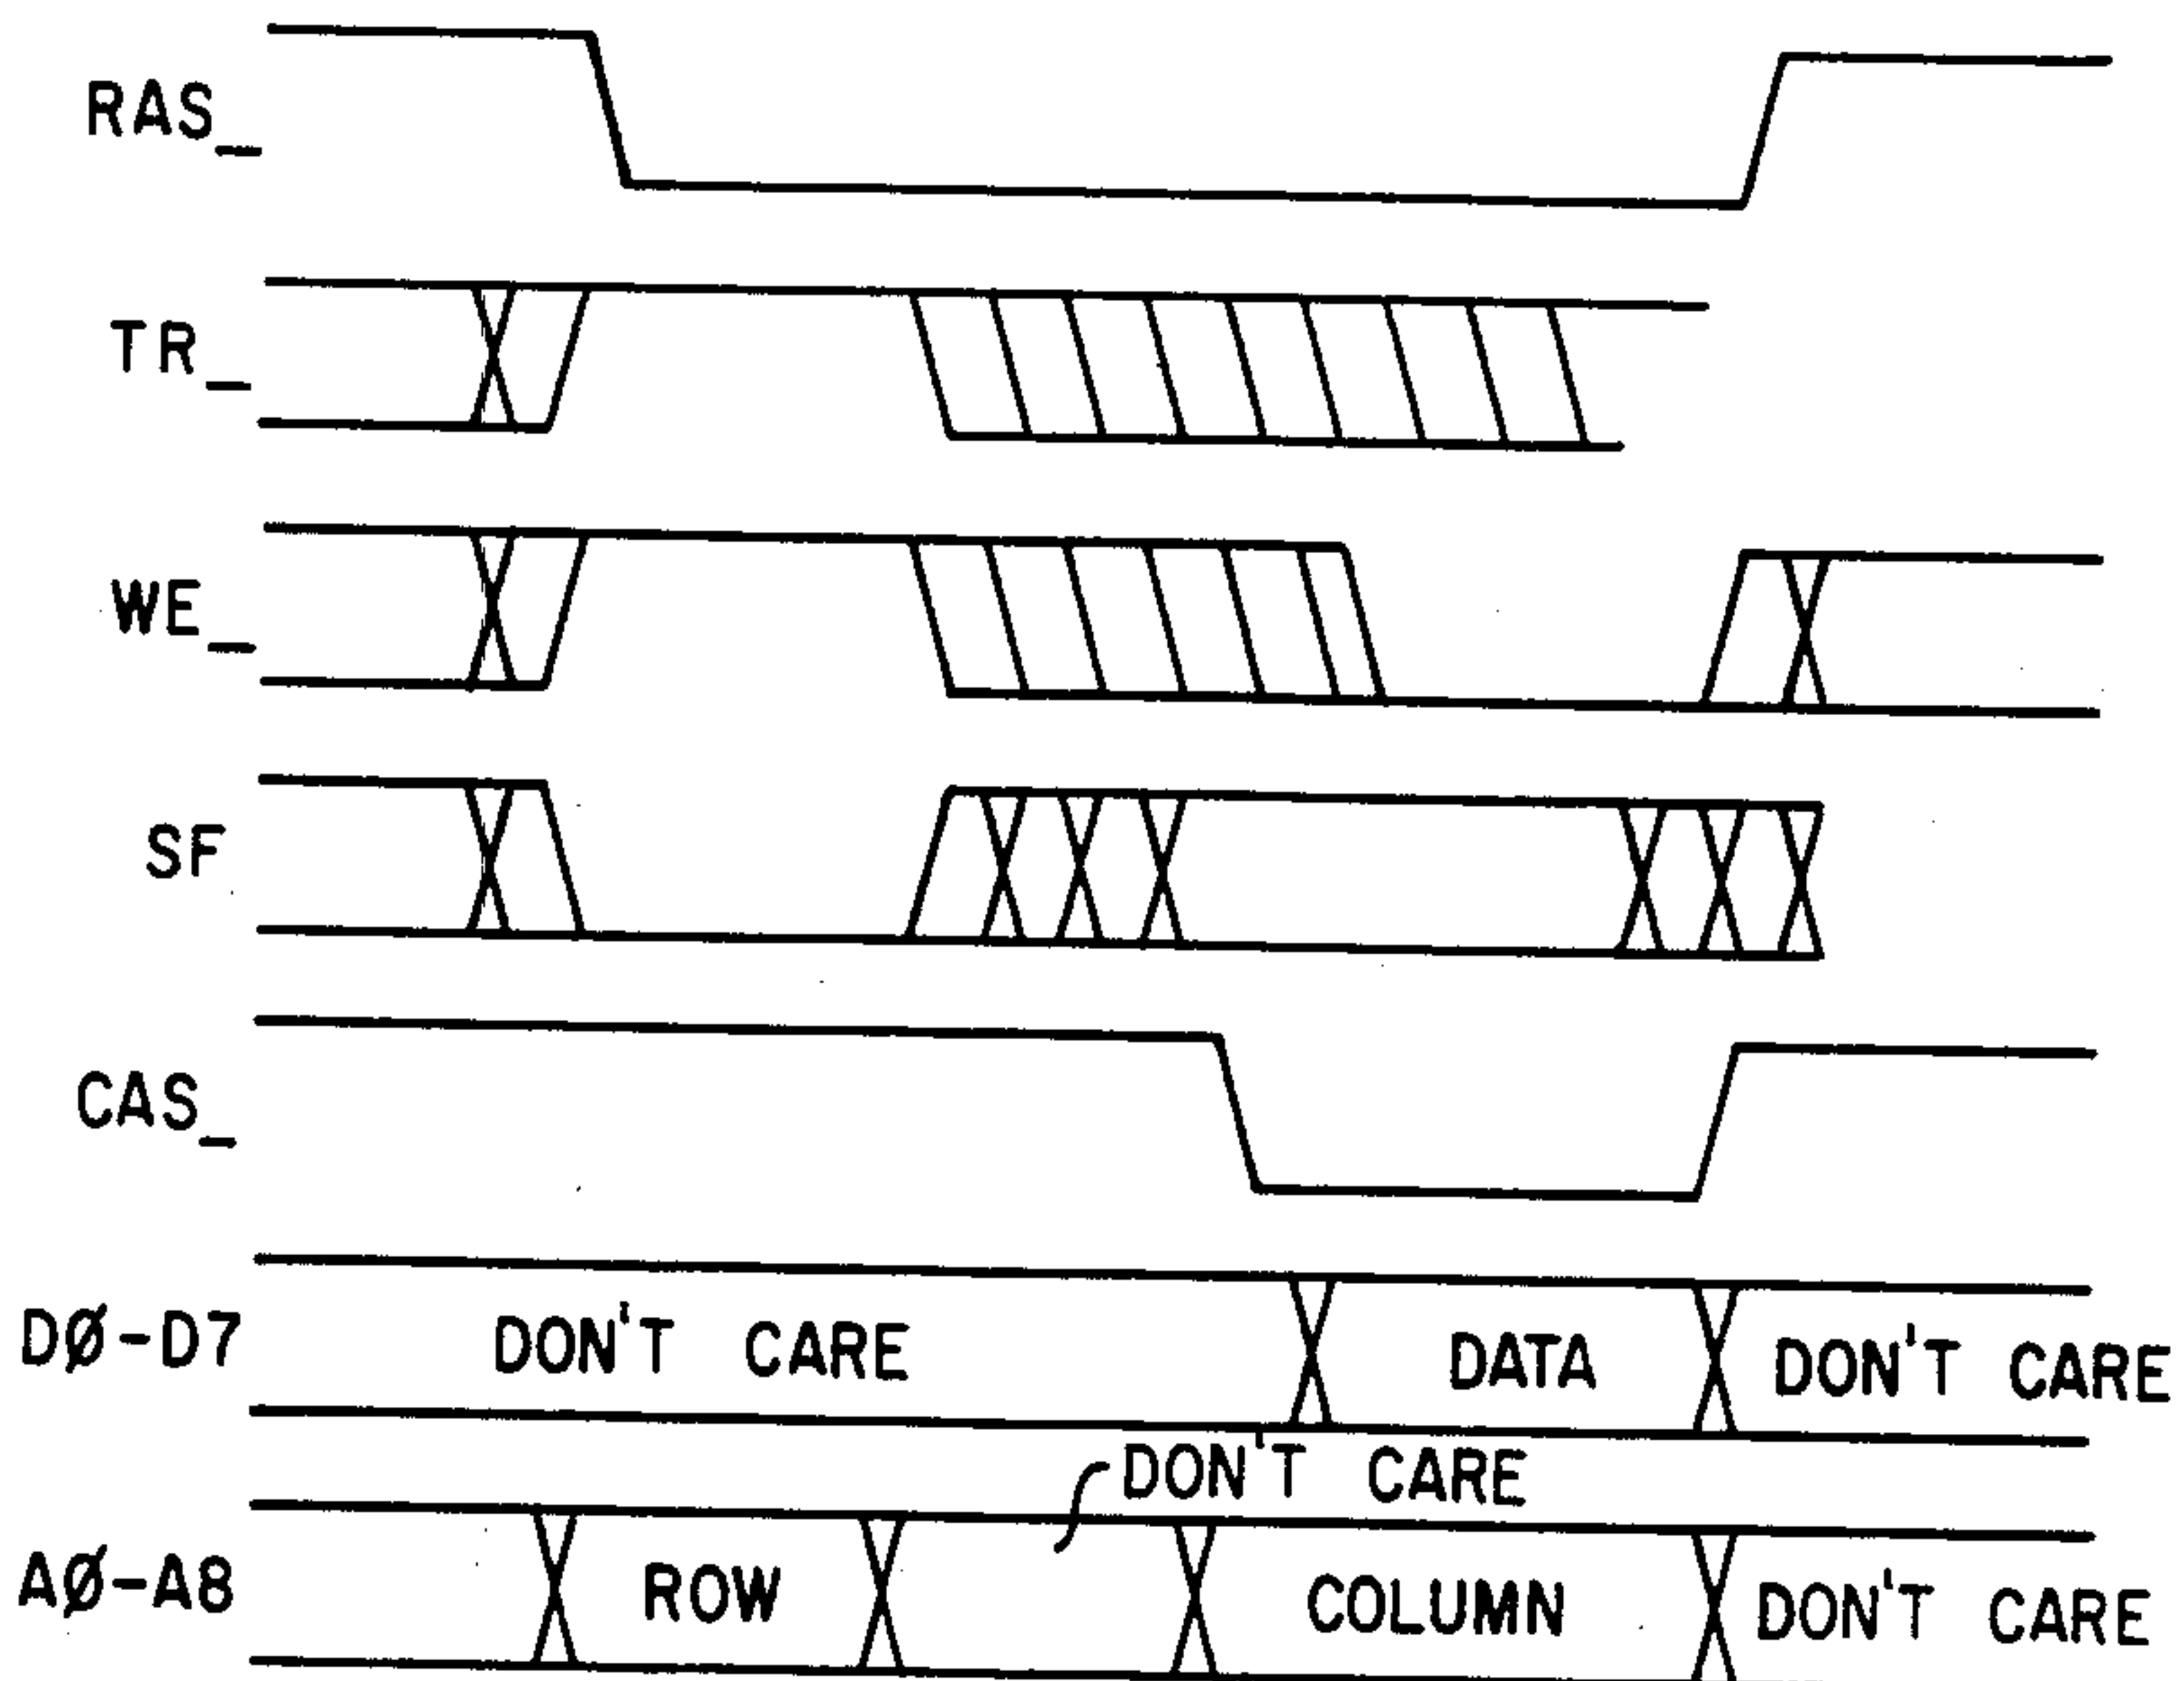 RAS_
TR_
WE_
SF
CAS_
DØ-D7 DON'T CARE DATA DON'T CARE
DON'T CARE
AØ-A8 ROW COLUMN DON'T CARE